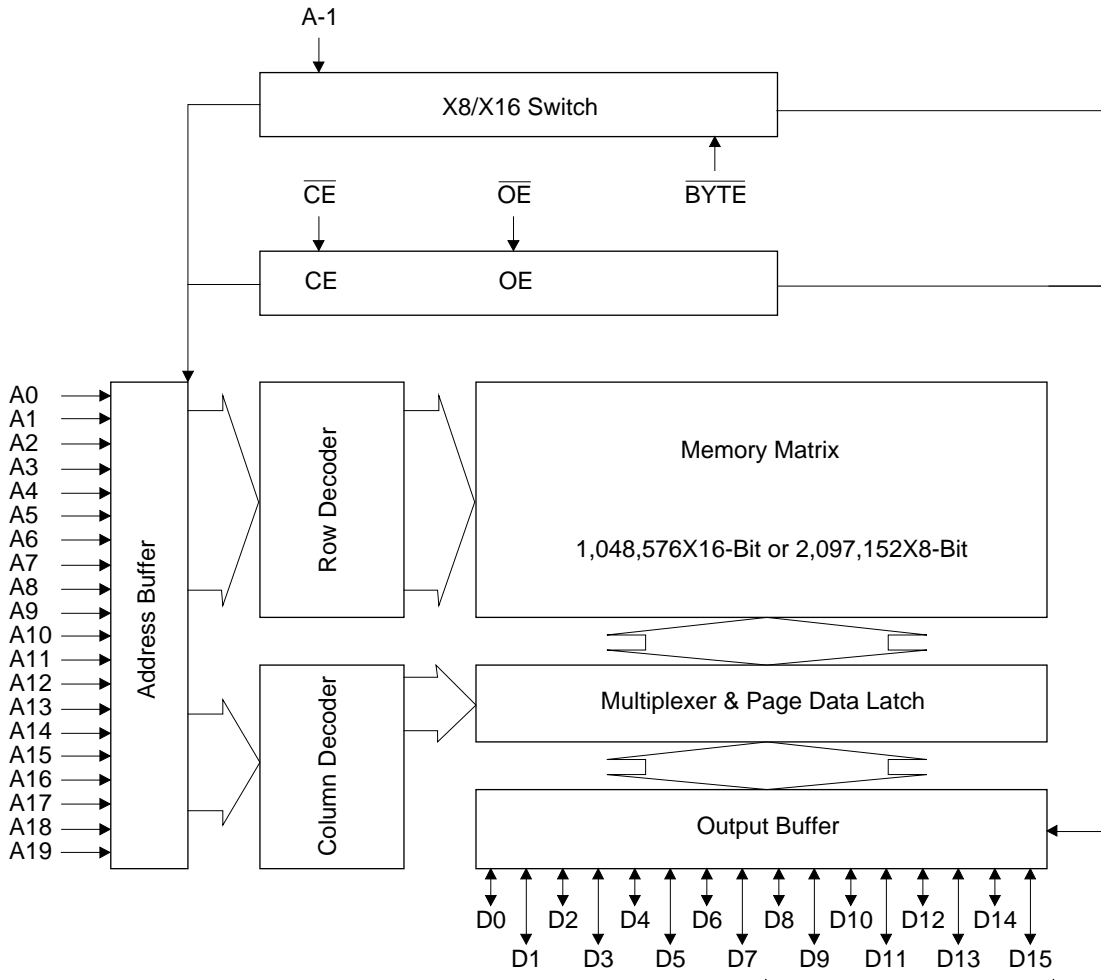 A-1
X8/X16 Switch
CE
OE
BYTE
CE
OE
A0
A1
A2
A3
A4
A5
A6
A7
A8
A9
A10
A11
A12
A13
A14
A15
A16
A17
A18
A19
Address Buffer
Row Decoder
Column Decoder
Memory Matrix
1,048,576X16-Bit or 2,097,152X8-Bit
Multiplexer & Page Data Latch
Output Buffer
D0 D2 D4 D6 D8 D10 D12 D14
D1 D3 D5 D7 D9 D11 D13 D15